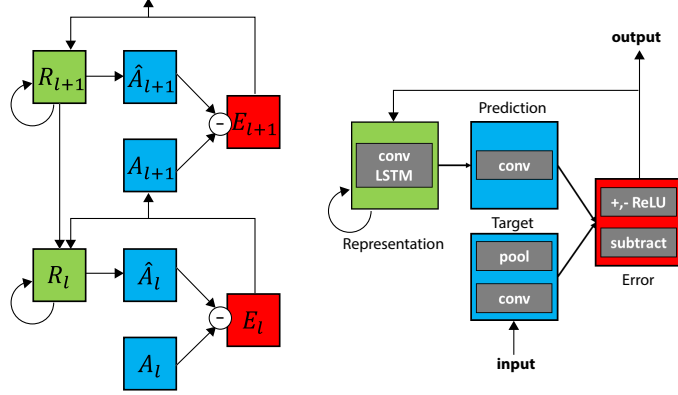 R_{l+1}
Â_{l+1}
−
E_{l+1}
A_{l+1}
R_l
Â_l
−
E_l
A_l
output
Prediction
conv
LSTM
conv
+,- ReLU
subtract
Representation
Target
pool
conv
Error
input